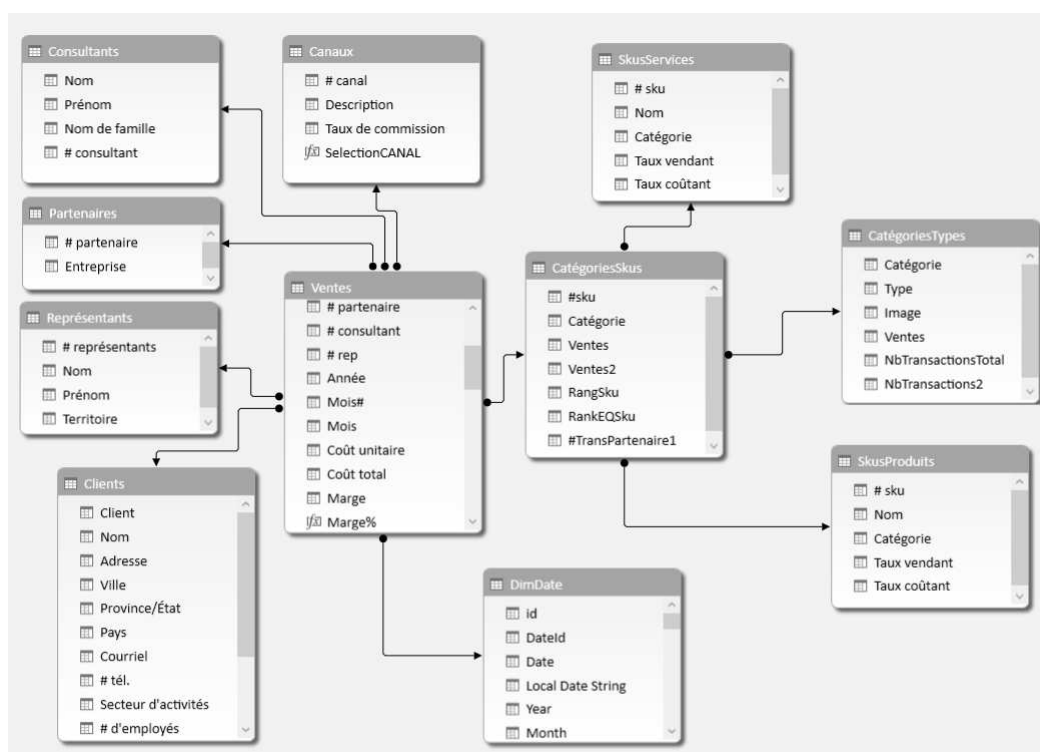 Consultants
Nom
Prénom
Nom de famille
# consultant
Canaux
# canal
Description
Taux de commission
SelectionCANAL
SkusServices
# sku
Nom
Catégorie
Taux vendant
Taux coûtant
Partenaires
# partenaire
Entreprise
CatégoriesTypes
Catégorie
Type
Image
Ventes
NbTransactionsTotal
NbTransactions2
Représentants
# représentants
Nom
Prénom
Territoire
Ventes
# partenaire
# consultant
# rep
Année
Mois#
Mois
Coût unitaire
Coût total
Marge
Marge%
CatégoriesSkus
#sku
Catégorie
Ventes
Ventes2
RangSku
RankEQSku
#TransPartenaire1
SkusProduits
# sku
Nom
Catégorie
Taux vendant
Taux coûtant
Clients
Client
Nom
Adresse
Ville
Province/État
Pays
Courriel
# tél.
Secteur d'activités
# d'employés
DimDate
id
DateId
Date
Local Date String
Year
Month